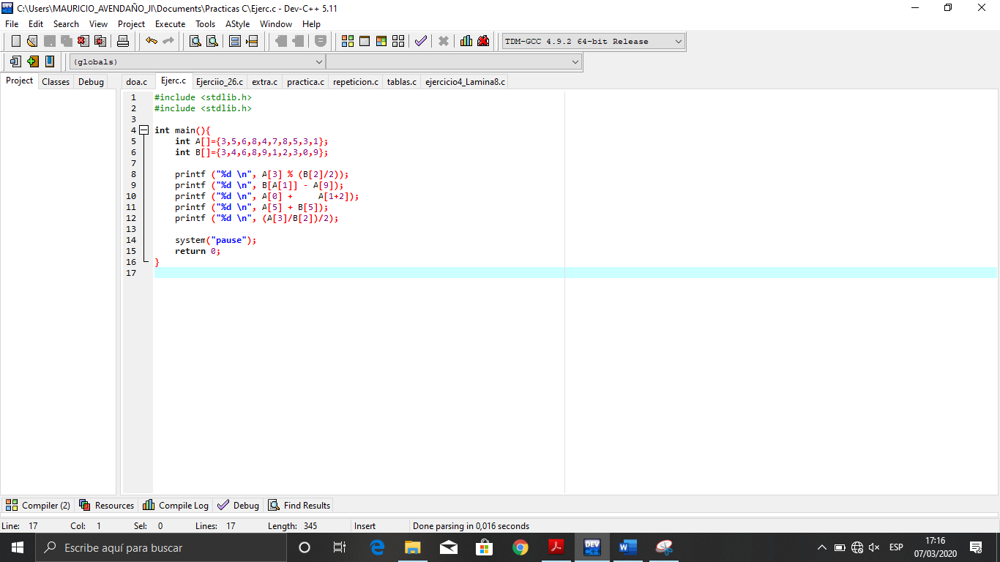 C:\Users\MAURICIO_AVENDAÑO_JI\Documents\Practicas C\Ejerc.c - Dev-C++ 5.11
File Edit Search View Project Execute Tools AStyle Window Help
TDM-GCC 4.9.2 64-bit Release
(globals)
Project Classes Debug doa.c Ejerc.c Ejerciio_26.c extra.c practica.c repeticion.c tablas.c ejercicio4_Lamina8.c
1 #include <stdlib.h>
2 #include <stdlib.h>
3
4 int main(){
5 int A[]={3,5,6,8,4,7,8,5,3,1};
6 int B[]={3,4,6,8,9,1,2,3,0,9};
7
8 printf ("%d \n", A[3] % (B[2]/2));
9 printf ("%d \n", B[A[1]] - A[9]);
10 printf ("%d \n", A[0] +     A[1+2]);
11 printf ("%d \n", A[5] + B[5]);
12 printf ("%d \n", (A[3]/B[2])/2);
13
14 system("pause");
15 return 0;
16 }
17
Compiler (2) Resources Compile Log Debug Find Results
Line: 17 Col: 1 Sel: 0 Lines: 17 Length: 345 Insert Done parsing in 0,016 seconds
Escribe aquí para buscar
DEV
ESP
17:16
07/03/2020